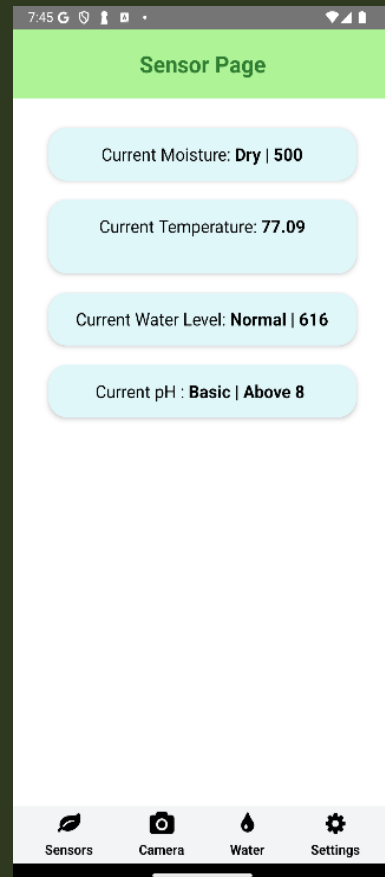 7:45 G
Sensor Page
Current Moisture: Dry | 500
Current Temperature: 77.09
Current Water Level: Normal | 616
Current pH : Basic | Above 8
Sensors Camera Water Settings